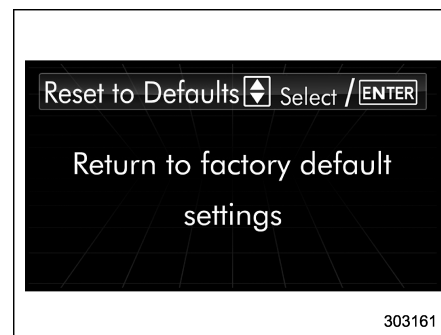 Reset to Defaults Select / ENTER
Return to factory default
settings
303161